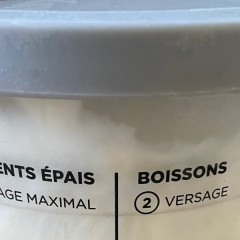 ENTS ÉPAIS
AGE MAXIMAL
BOISSONS
2 VERSAGE